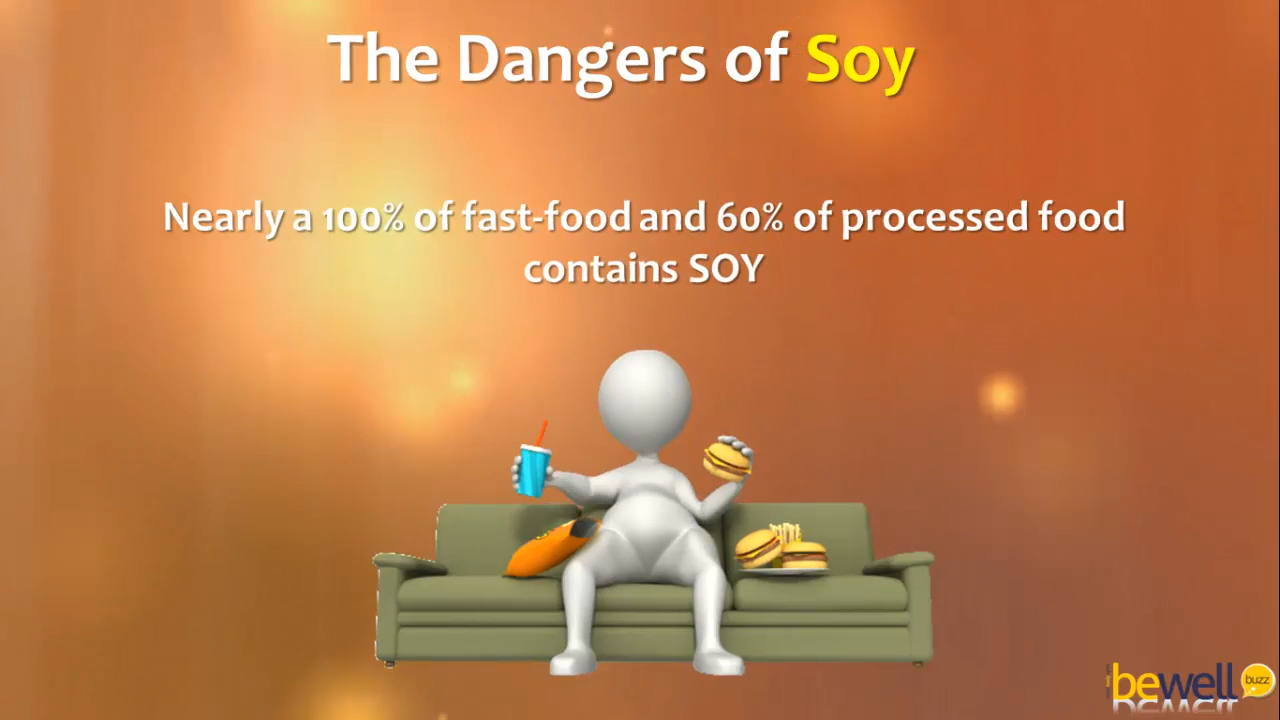 The Dangers of Soy
Nearly a 100% of fast-food and 60% of processed food
contains SOY
bewell buzz